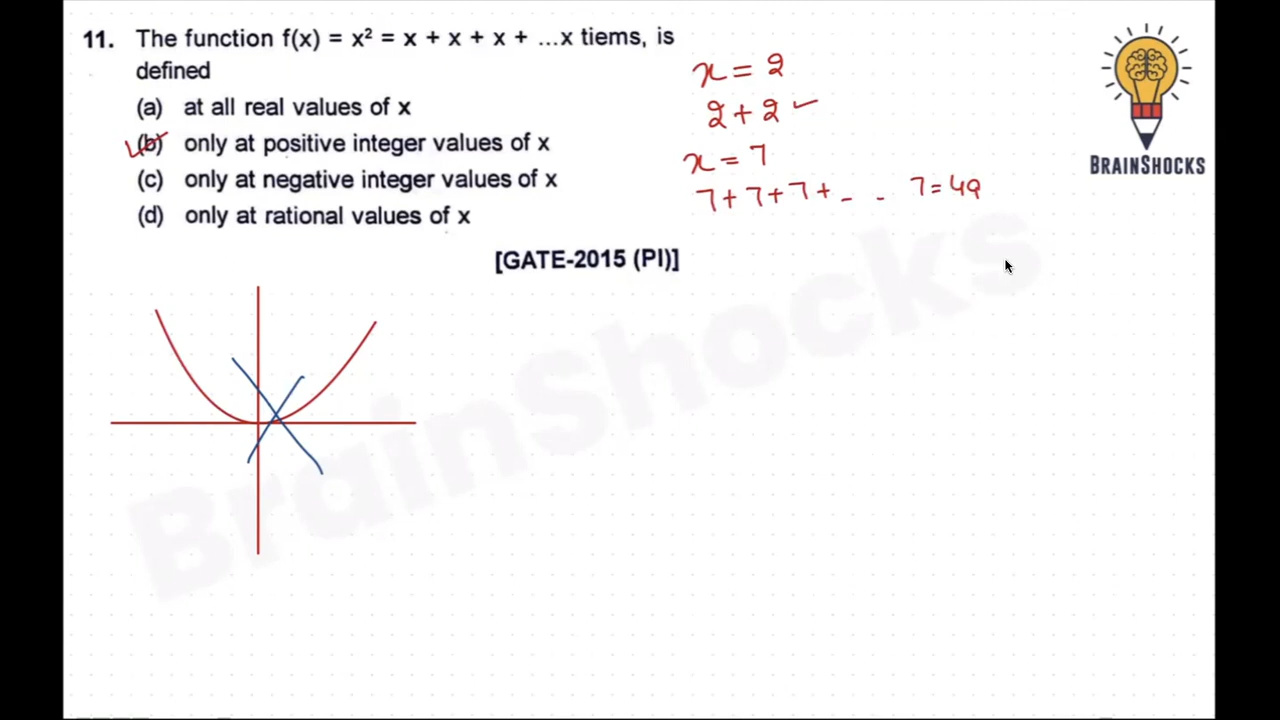 11. The function f(x) = x² = x + x + x + ...x tiems, is
defined
(a) at all real values of x
(b) only at positive integer values of x
(c) only at negative integer values of x
(d) only at rational values of x
[GATE-2015 (PI)]
x = 2
2 + 2
x = 7
7 + 7 + 7 + - . 7 = 49
BRAINSHOCKS
BrainShocks